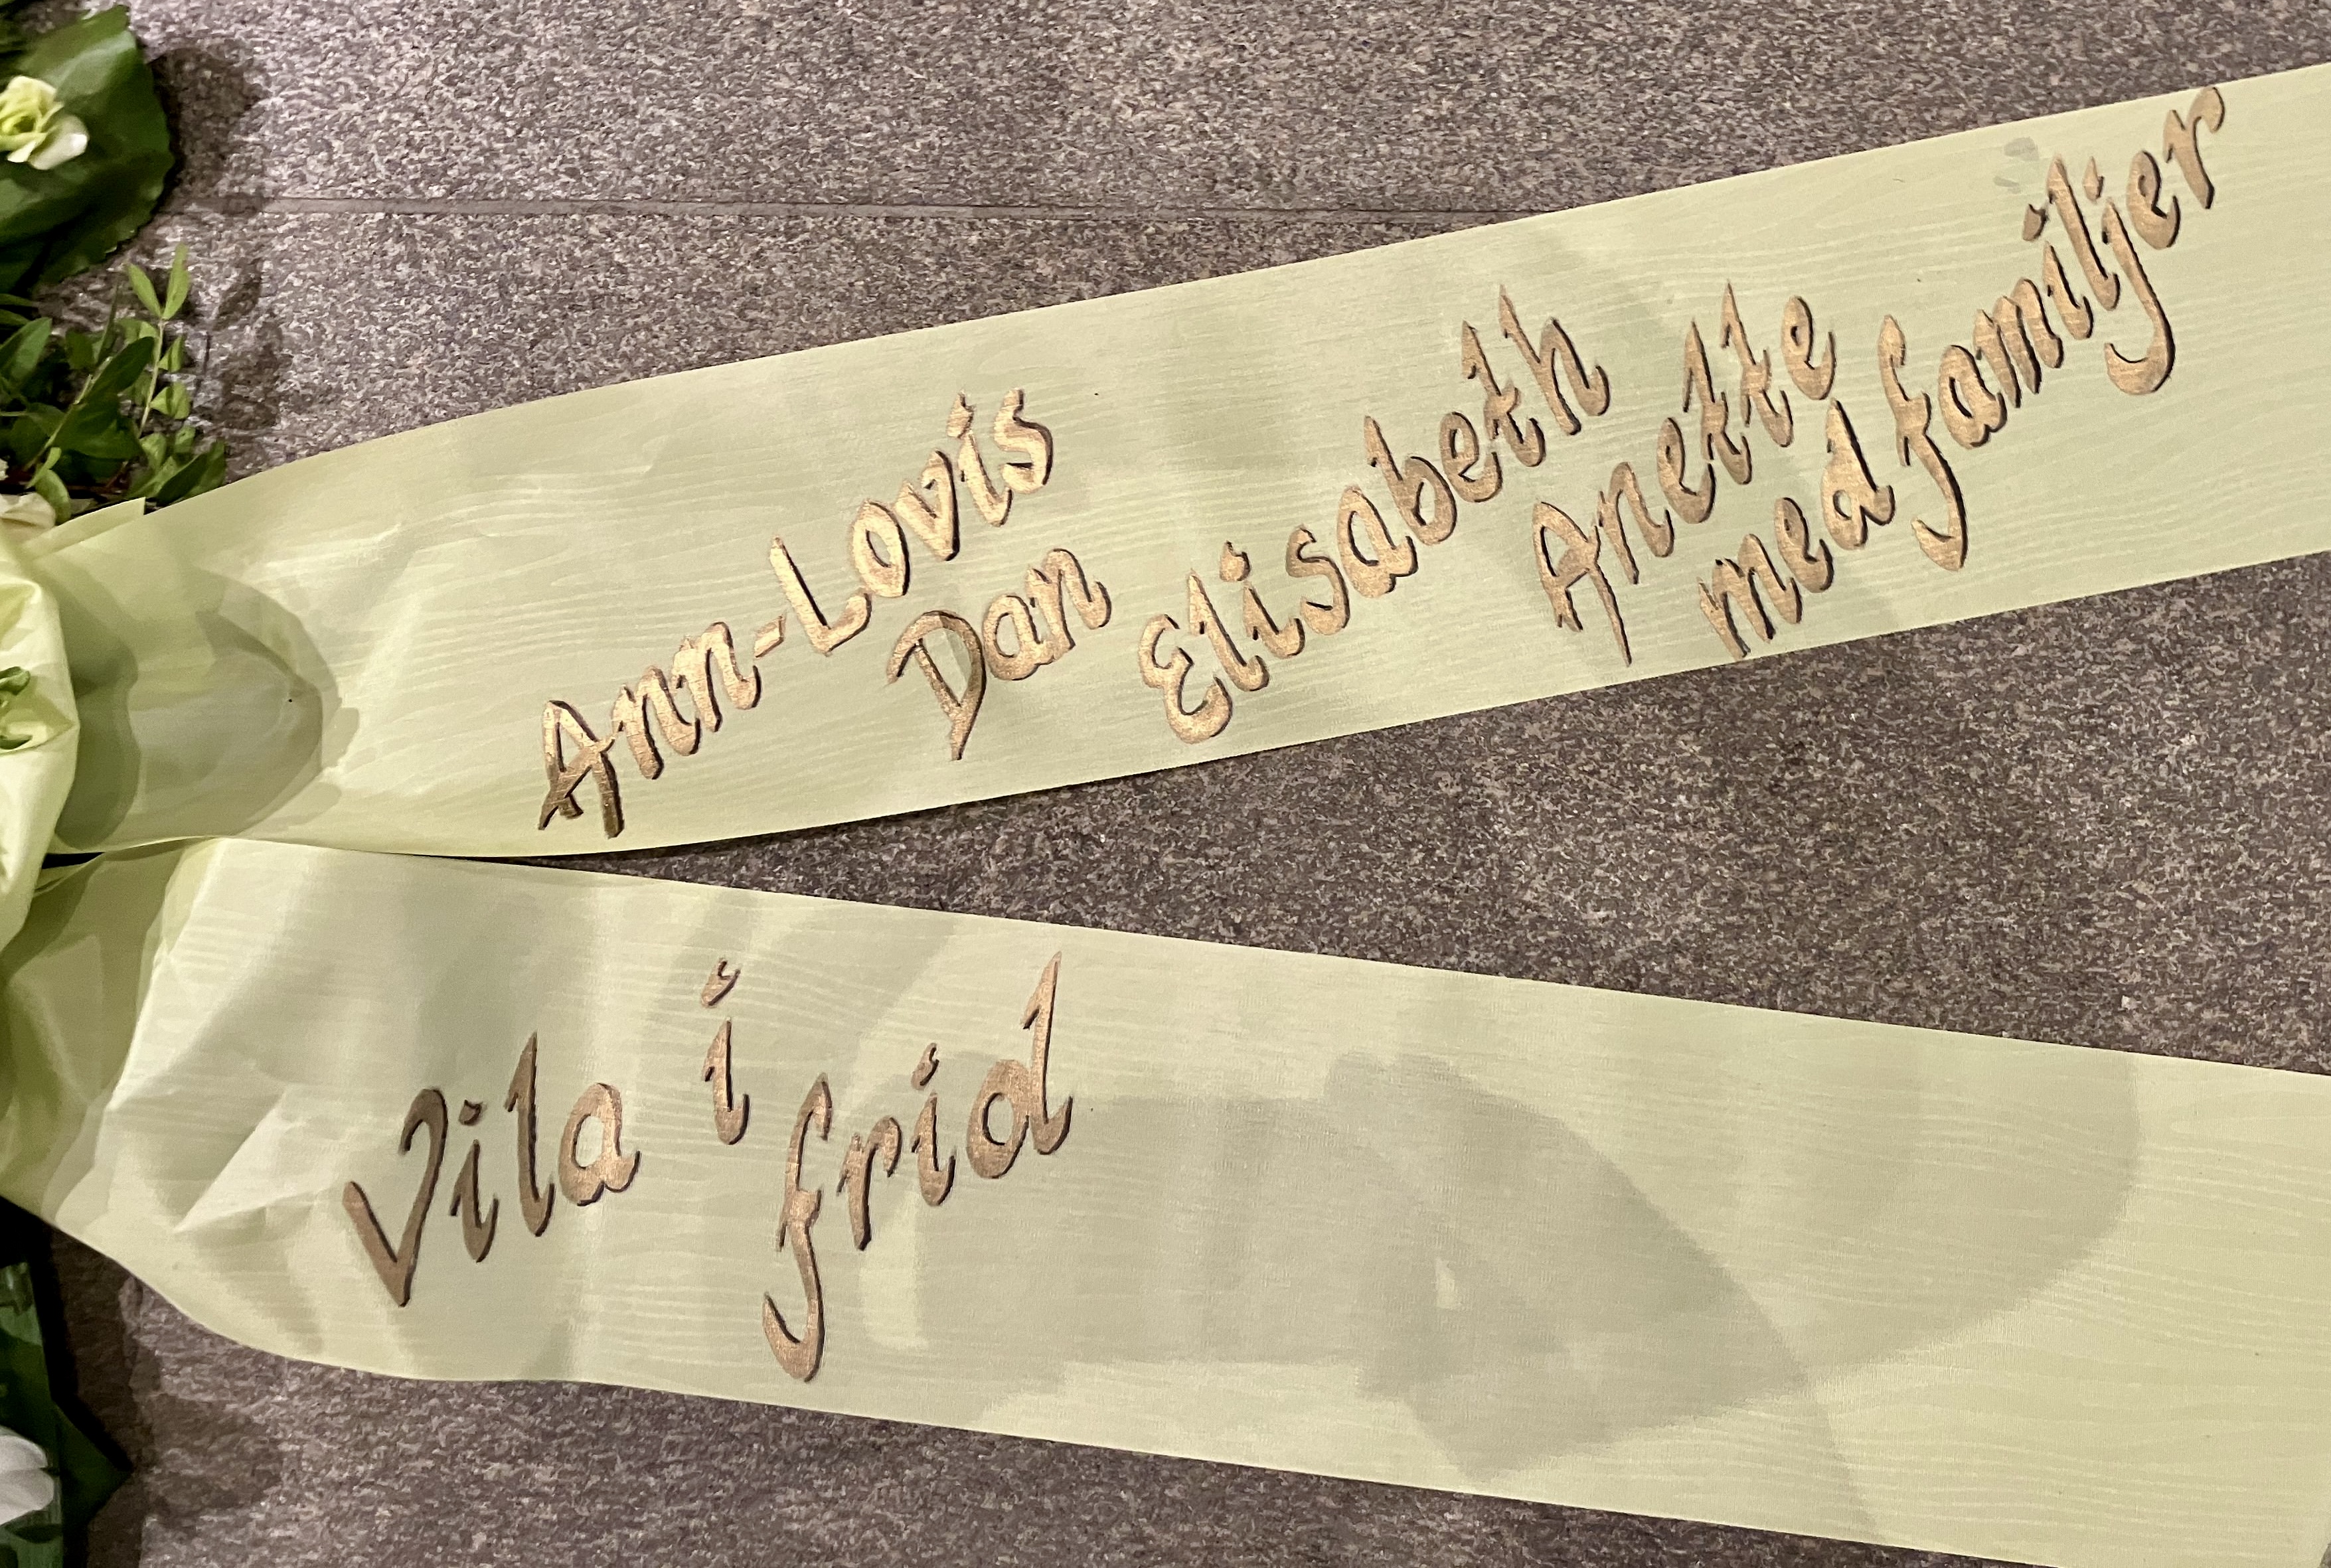 Ann-Lovis
Dan
Elisabeth
Anette
med familjer
Vila i frid